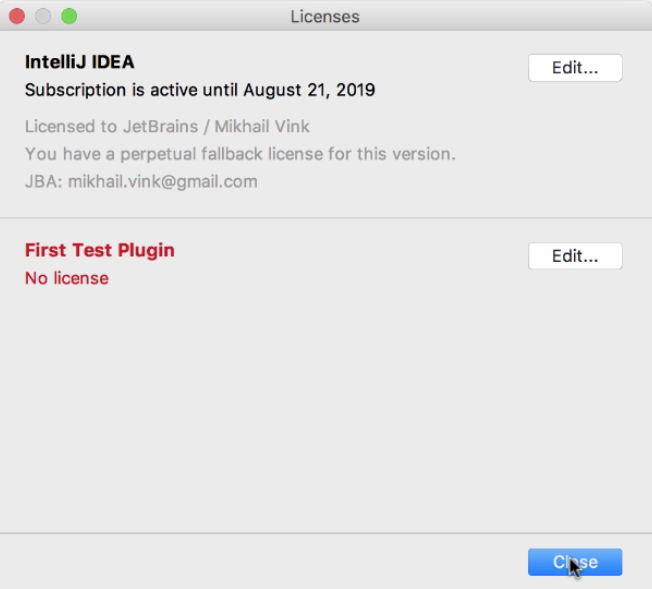 Licenses
IntelliJ IDEA
Edit...
Subscription is active until August 21, 2019
Licensed to JetBrains / Mikhail Vink
You have a perpetual fallback license for this version.
JBA: mikhail.vink@gmail.com
First Test Plugin
Edit...
No license
Close